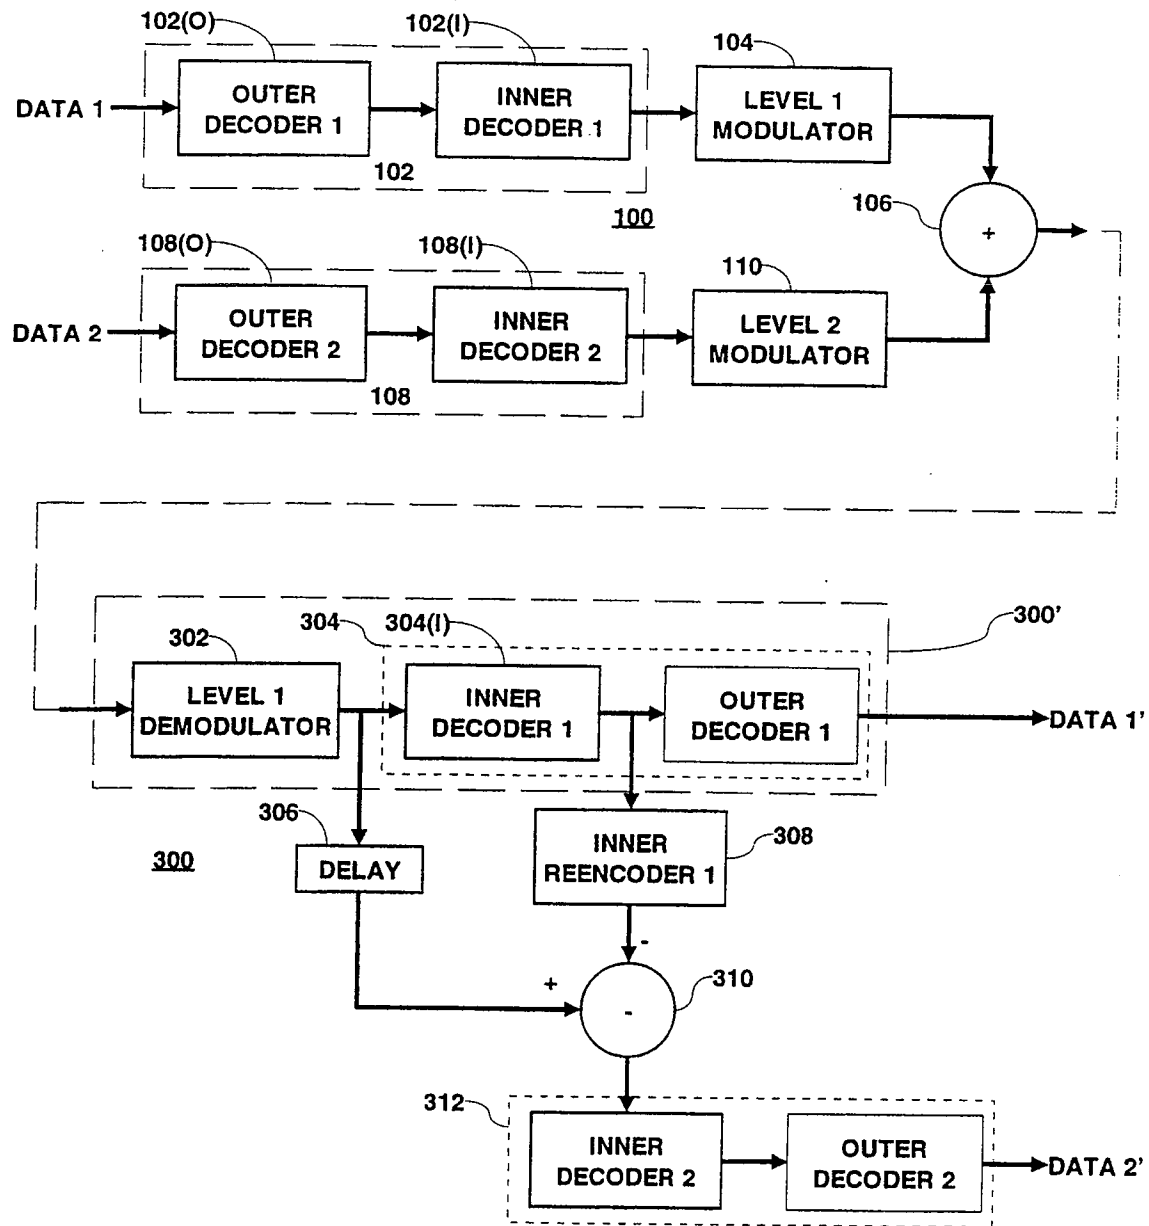 102(O)
102(I)
104
DATA 1
OUTER
DECODER 1
INNER
DECODER 1
LEVEL 1
MODULATOR
102
100
106
+
108(O)
108(I)
110
DATA 2
OUTER
DECODER 2
INNER
DECODER 2
LEVEL 2
MODULATOR
108
302
304
304(I)
300'
LEVEL 1
DEMODULATOR
INNER
DECODER 1
OUTER
DECODER 1
DATA 1'
306
300
DELAY
INNER
REENCODER 1
308
-
+
-
310
312
INNER
DECODER 2
OUTER
DECODER 2
DATA 2'